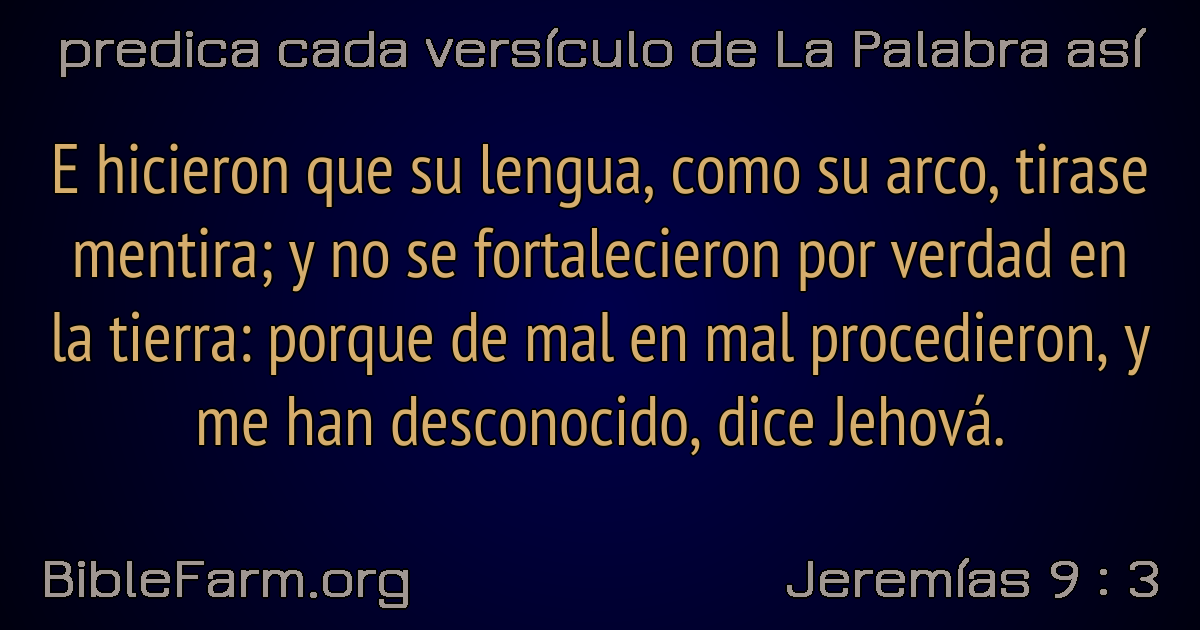 predica cada versículo de La Palabra así
E hicieron que su lengua, como su arco, tirase
mentira; y no se fortalecieron por verdad en
la tierra: porque de mal en mal procedieron, y
me han desconocido, dice Jehová.
BibleFarm.org
Jeremías 9 : 3